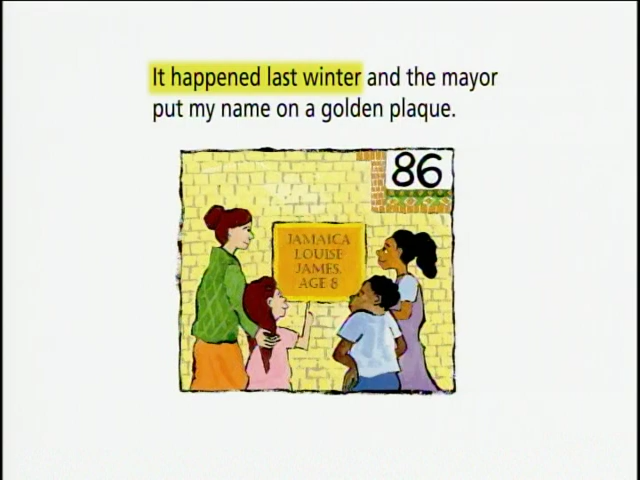 It happened last winter and the mayor
put my name on a golden plaque.
86
JAMAICA
LOUISE
JAMES,
AGE 8